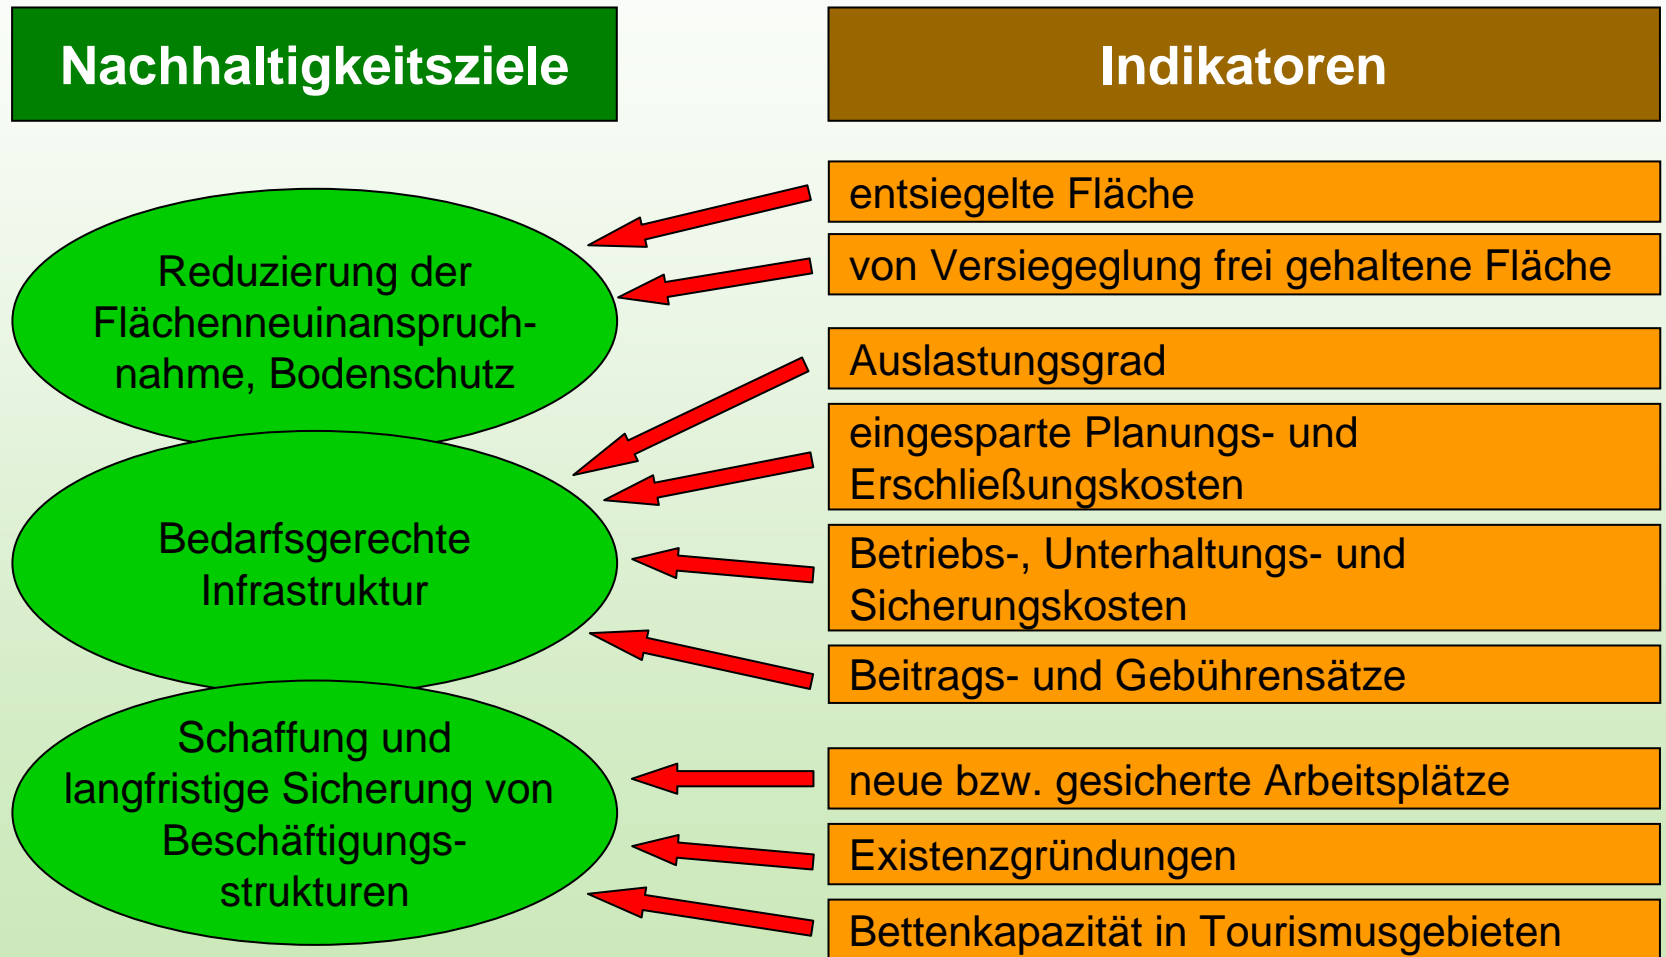 Nachhaltigkeitsziele
Indikatoren
Reduzierung der
Flächenneuinanspruch-
nahme, Bodenschutz
Bedarfsgerechte
Infrastruktur
Schaffung und
langfristige Sicherung von
Beschäftigungs-
strukturen
entsiegelte Fläche
von Versiegeglung frei gehaltene Fläche
Auslastungsgrad
eingesparte Planungs- und
Erschließungskosten
Betriebs-, Unterhaltungs- und
Sicherungskosten
Beitrags- und Gebührensätze
neue bzw. gesicherte Arbeitsplätze
Existenzgründungen
Bettenkapazität in Tourismusgebieten